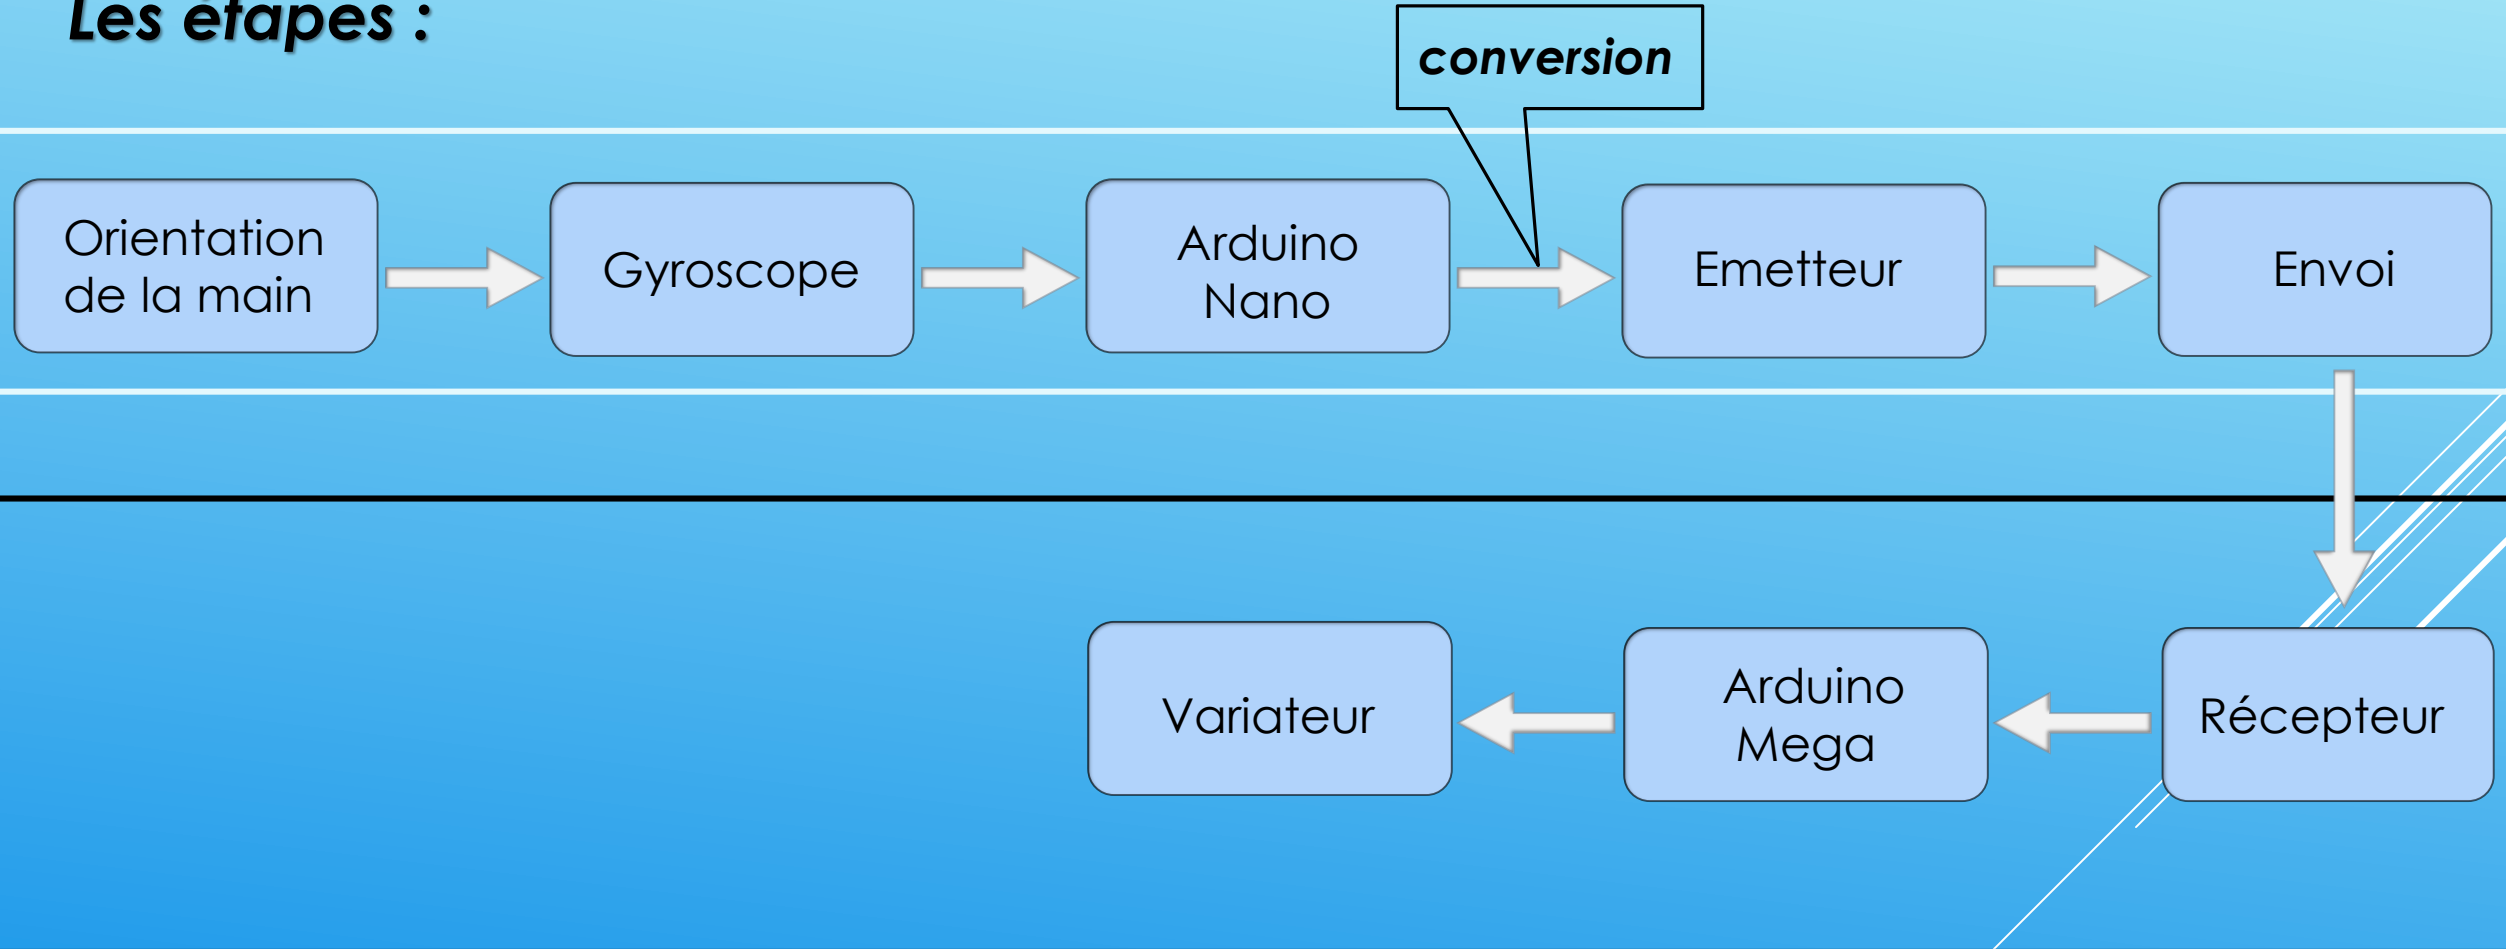 Les étapes :
conversion
Orientation
de la main
Gyroscope
Arduino
Nano
Emetteur
Envoi
Récepteur
Arduino
Mega
Variateur